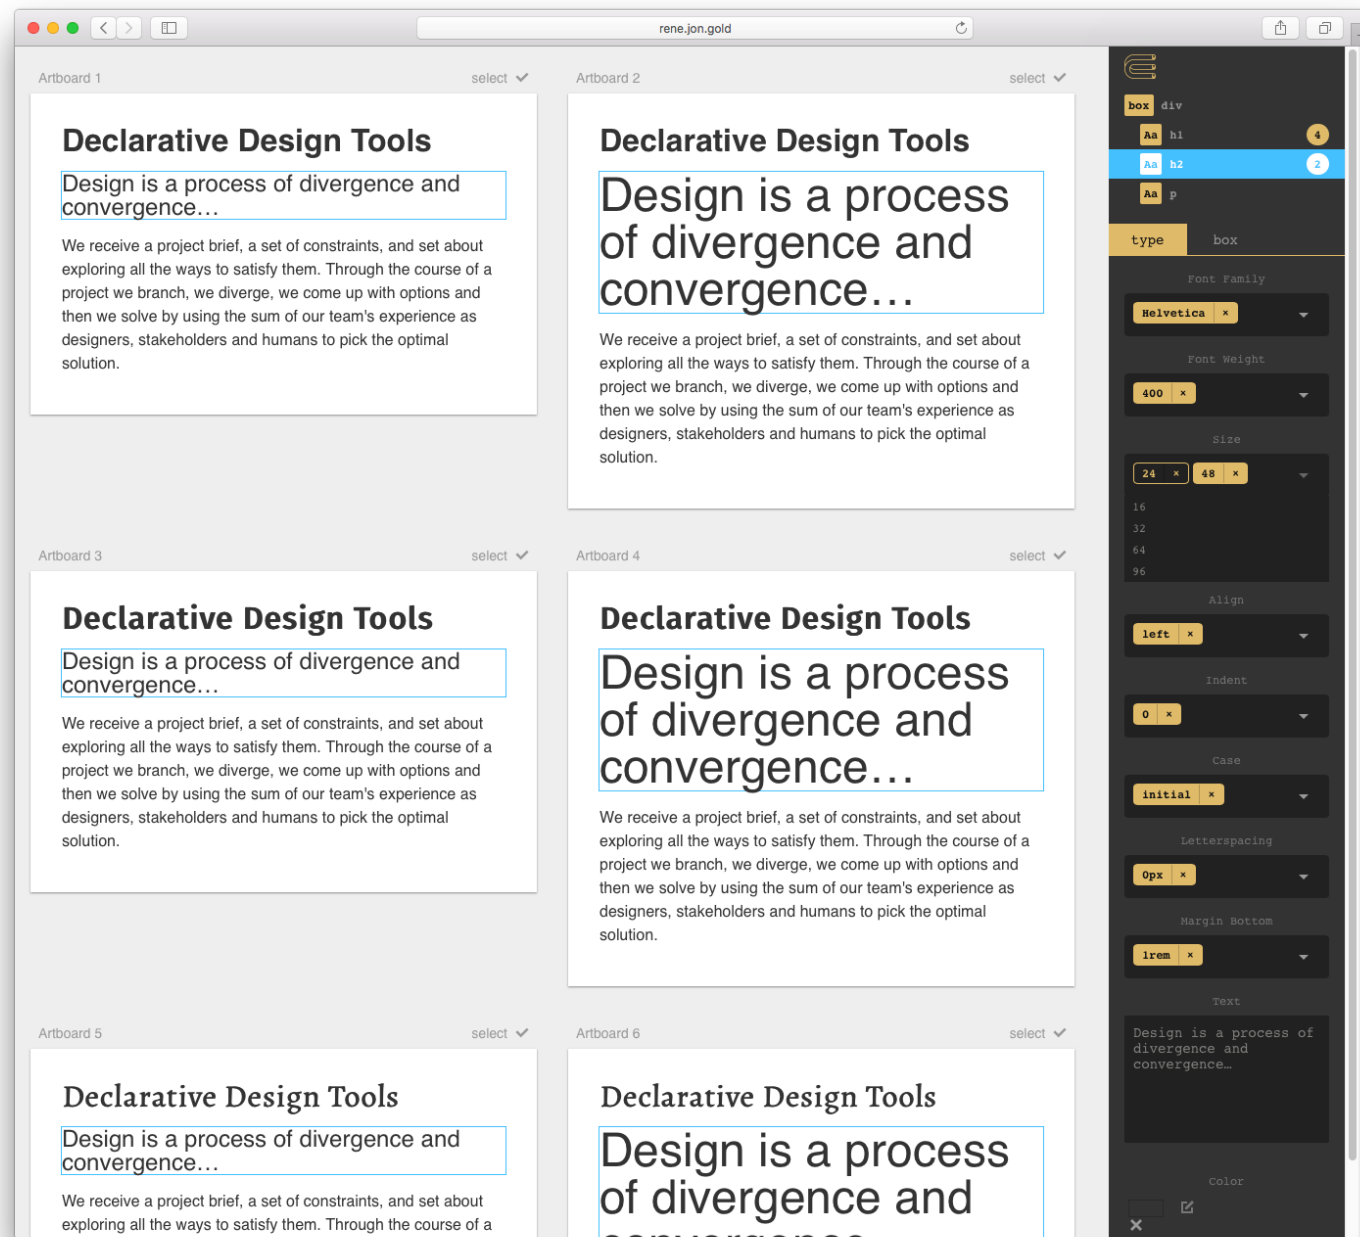 rene.jon.gold
Artboard 1
select
Declarative Design Tools
Design is a process of divergence and
convergence…
We receive a project brief, a set of constraints, and set about
exploring all the ways to satisfy them. Through the course of a
project we branch, we diverge, we come up with options and
then we solve by using the sum of our team's experience as
designers, stakeholders and humans to pick the optimal
solution.
Artboard 2
select
Declarative Design Tools
Design is a process
of divergence and
convergence…
We receive a project brief, a set of constraints, and set about
exploring all the ways to satisfy them. Through the course of a
project we branch, we diverge, we come up with options and
then we solve by using the sum of our team's experience as
designers, stakeholders and humans to pick the optimal
solution.
Artboard 3
select
Declarative Design Tools
Design is a process of divergence and
convergence…
We receive a project brief, a set of constraints, and set about
exploring all the ways to satisfy them. Through the course of a
project we branch, we diverge, we come up with options and
then we solve by using the sum of our team's experience as
designers, stakeholders and humans to pick the optimal
solution.
Artboard 4
select
Declarative Design Tools
Design is a process
of divergence and
convergence…
We receive a project brief, a set of constraints, and set about
exploring all the ways to satisfy them. Through the course of a
project we branch, we diverge, we come up with options and
then we solve by using the sum of our team's experience as
designers, stakeholders and humans to pick the optimal
solution.
Artboard 5
select
Declarative Design Tools
Design is a process of divergence and
convergence…
We receive a project brief, a set of constraints, and set about
exploring all the ways to satisfy them. Through the course of a
Artboard 6
select
Declarative Design Tools
Design is a process
of divergence and
convergence
box div
Aa h1 4
Aa h2 2
Aa p
type box
Font Family
Helvetica ×
Font Weight
400 ×
Size
24 × 48 ×
16
32
64
96
Align
left ×
Indent
0 ×
Case
initial ×
Letterspacing
0px ×
Margin Bottom
1rem ×
Text
Design is a process of
divergence and
convergence…
Color